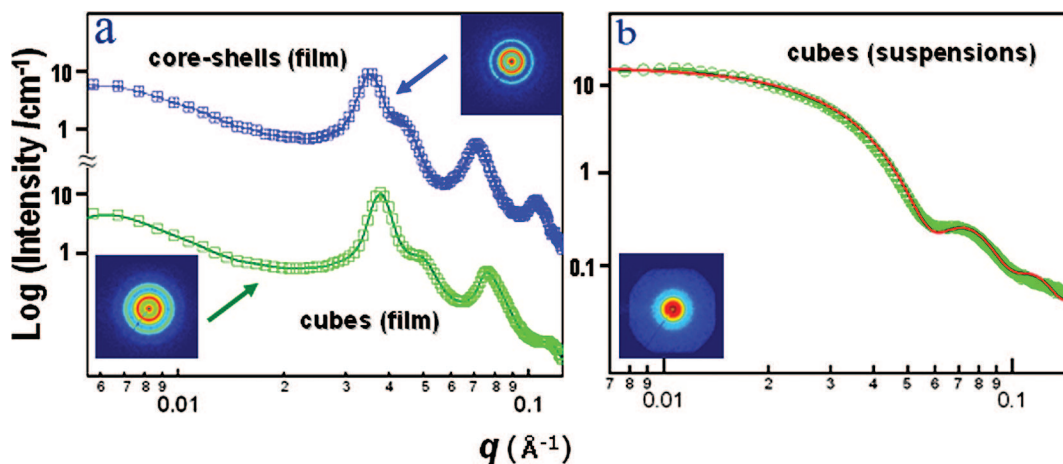 a
core-shells (film)
10
1
10
1
cubes (film)
Log (Intensity /cm⁻¹)
6 7 8 9 2 3 4 5 6 7 8 9
0.01 0.1
b
cubes (suspensions)
10
1
0.1
7 8 9 2 3 4 5 6 7 8 9
0.01 0.1
q (Å⁻¹)